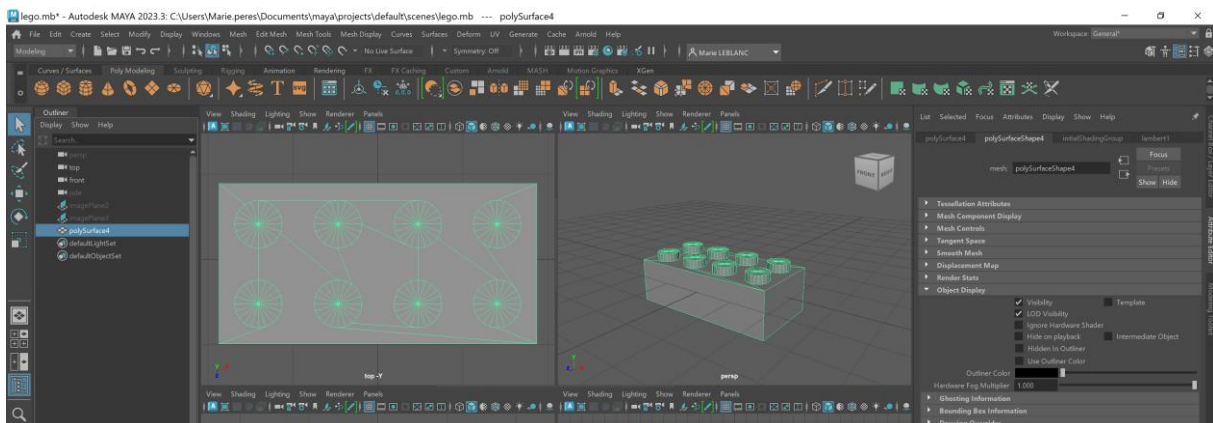 lego.mb* - Autodesk MAYA 2023.3: C:\Users\Marie.peres\Documents\maya\projects\default\scenes\lego.mb --- polySurface4
File Edit Create Select Modify Display Windows Mesh Edit Mesh Mesh Tools Mesh Display Curves Surfaces Deform UV Generate Cache Arnold Help
Workspace: General*
Modeling No Live Surface Symmetry: Off Marie LEBLANC
Curves / Surfaces Poly Modeling Sculpting Rigging Animation Rendering FX FX Caching Custom Arnold MASH Motion Graphics XGen
Outliner
Display Show Help
Search...
persp
top
front
side
imagePlane2
polySurface4
defaultLightSet
defaultObjectSet
View Shading Lighting Show Renderer Panels
top -Y
View Shading Lighting Show Renderer Panels
FRONT
persp
View Shading Lighting Show Renderer Panels
View Shading Lighting Show Renderer Panels
List Selected Focus Attributes Display Show Help
polySurface4 polySurfaceShape4 initialShadingGroup lambert1
mesh: polySurfaceShape4
Focus
Presets
Show Hide
Tessellation Attributes
Mesh Component Display
Mesh Controls
Tangent Space
Smooth Mesh
Displacement Map
Render Stats
Object Display
Visibility Template
LOD Visibility
Ignore Hardware Shader
Hide on playback Intermediate Object
Hidden In Outliner
Use Outliner Color
Outliner Color
Hardware Fog Multiplier 1.000
Ghosting Information
Bounding Box Information
Drawing Overrides
Attribute Editor